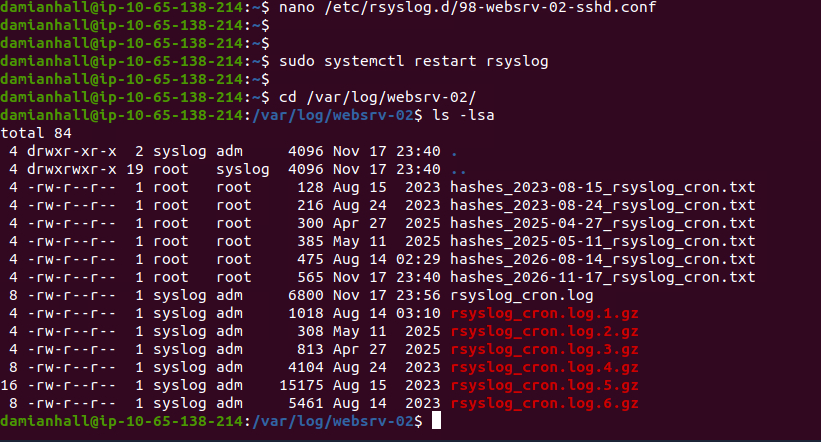 damianhall@ip-10-65-138-214:~$ nano /etc/rsyslog.d/98-websrv-02-sshd.conf
damianhall@ip-10-65-138-214:~$
damianhall@ip-10-65-138-214:~$ sudo systemctl restart rsyslog
damianhall@ip-10-65-138-214:~$
damianhall@ip-10-65-138-214:~$ cd /var/log/websrv-02/
damianhall@ip-10-65-138-214:/var/log/websrv-02$ ls -lsa
total 84
 4 drwxr-xr-x  2 syslog adm     4096 Nov 17 23:40 .
 4 drwxrwxr-x 19 root   syslog  4096 Nov 17 23:40 ..
 4 -rw-r--r--  1 root   root     128 Aug 15  2023 hashes_2023-08-15_rsyslog_cron.txt
 4 -rw-r--r--  1 root   root     216 Aug 24  2023 hashes_2023-08-24_rsyslog_cron.txt
 4 -rw-r--r--  1 root   root     300 Apr 27  2025 hashes_2025-04-27_rsyslog_cron.txt
 4 -rw-r--r--  1 root   root     385 May 11  2025 hashes_2025-05-11_rsyslog_cron.txt
 4 -rw-r--r--  1 root   root     475 Aug 14 02:29 hashes_2026-08-14_rsyslog_cron.txt
 4 -rw-r--r--  1 root   root     565 Nov 17 23:40 hashes_2026-11-17_rsyslog_cron.txt
 8 -rw-r--r--  1 syslog adm     6800 Nov 17 23:56 rsyslog_cron.log
 4 -rw-r--r--  1 syslog adm     1018 Aug 14 03:10 rsyslog_cron.log.1.gz
 4 -rw-r--r--  1 syslog adm      308 May 11  2025 rsyslog_cron.log.2.gz
 4 -rw-r--r--  1 syslog adm      813 Apr 27  2025 rsyslog_cron.log.3.gz
 8 -rw-r--r--  1 syslog adm     4104 Aug 24  2023 rsyslog_cron.log.4.gz
16 -rw-r--r--  1 syslog adm    15175 Aug 15  2023 rsyslog_cron.log.5.gz
 8 -rw-r--r--  1 syslog adm     5461 Aug 14  2023 rsyslog_cron.log.6.gz
damianhall@ip-10-65-138-214:/var/log/websrv-02$